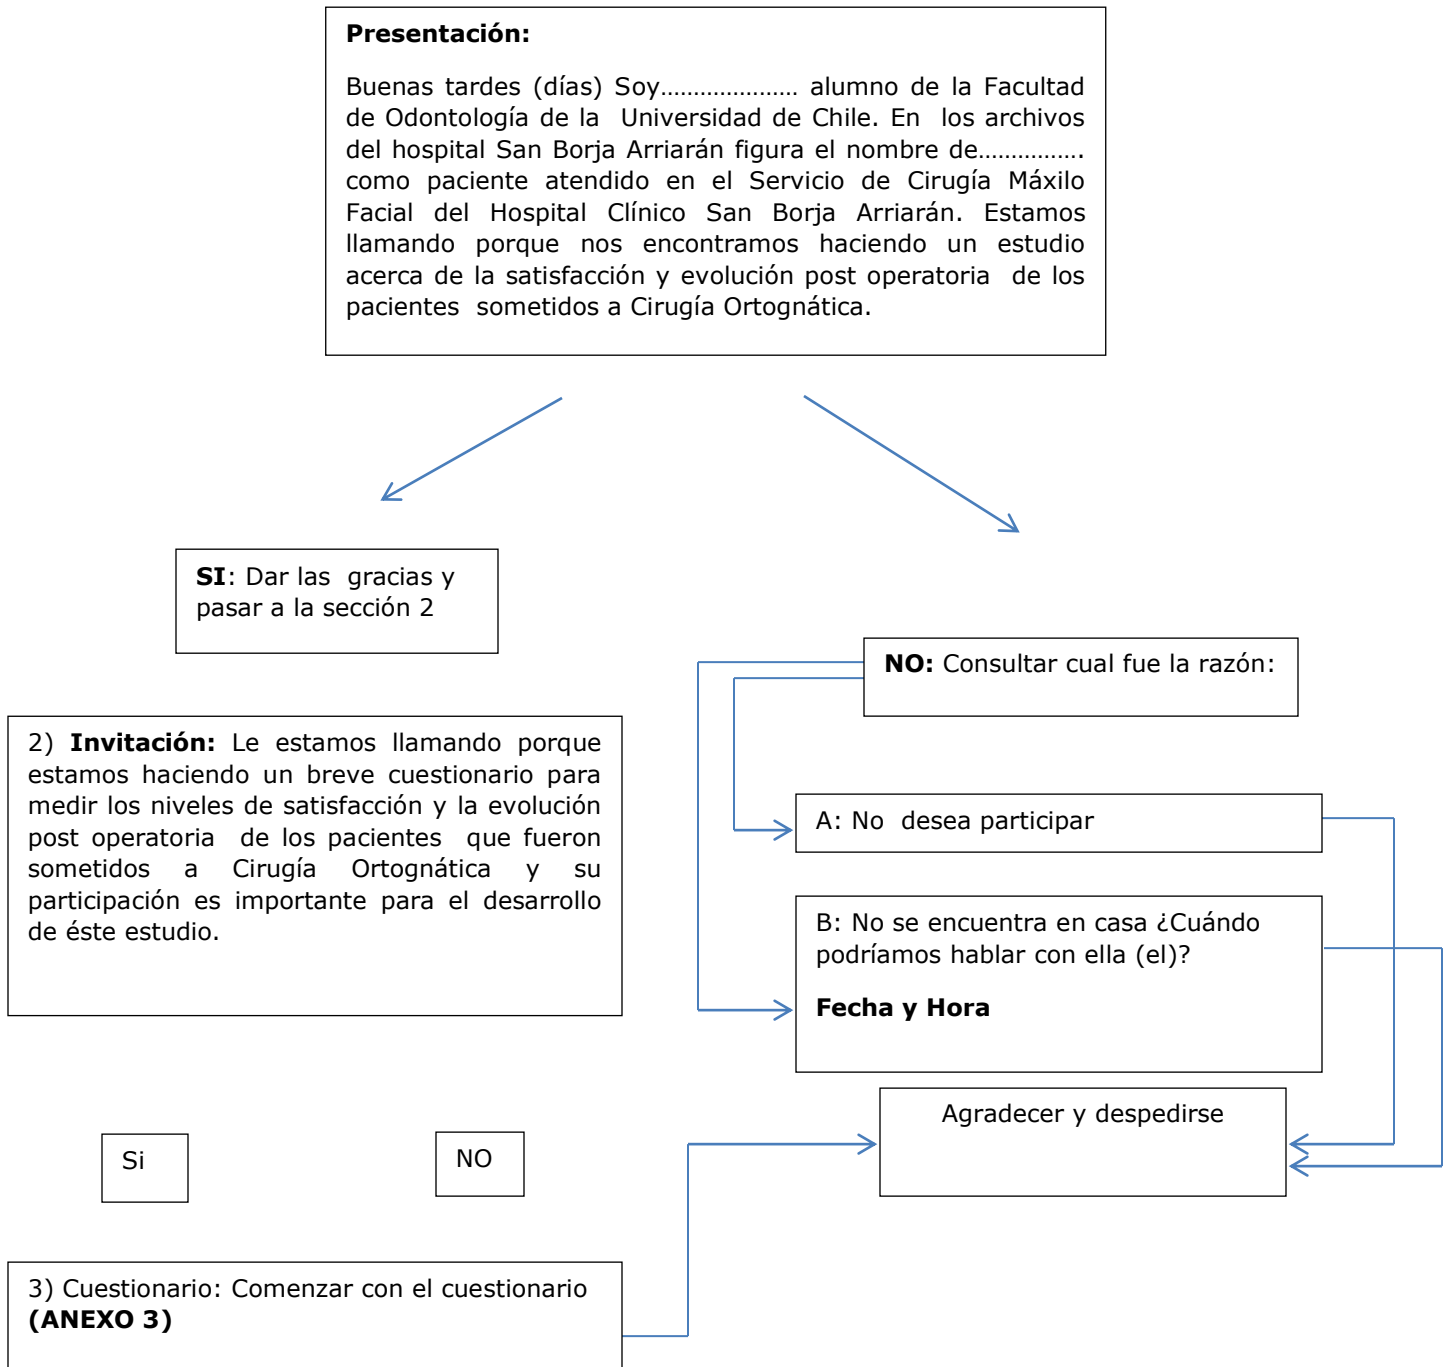 Presentación:
Buenas tardes (días) Soy..................... alumno de la Facultad
de Odontología de la Universidad de Chile. En los archivos
del hospital San Borja Arriarán figura el nombre de................
como paciente atendido en el Servicio de Cirugía Máxilo
Facial del Hospital Clínico San Borja Arriarán. Estamos
llamando porque nos encontramos haciendo un estudio
acerca de la satisfacción y evolución post operatoria de los
pacientes sometidos a Cirugía Ortognática.
SI: Dar las gracias y
pasar a la sección 2
NO: Consultar cual fue la razón:
2) Invitación: Le estamos llamando porque
estamos haciendo un breve cuestionario para
medir los niveles de satisfacción y la evolución
post operatoria de los pacientes que fueron
sometidos a Cirugía Ortognática y su
participación es importante para el desarrollo
de éste estudio.
A: No desea participar
B: No se encuentra en casa ¿Cuándo
podríamos hablar con ella (el)?
Fecha y Hora
Agradecer y despedirse
Si
NO
3) Cuestionario: Comenzar con el cuestionario
(ANEXO 3)